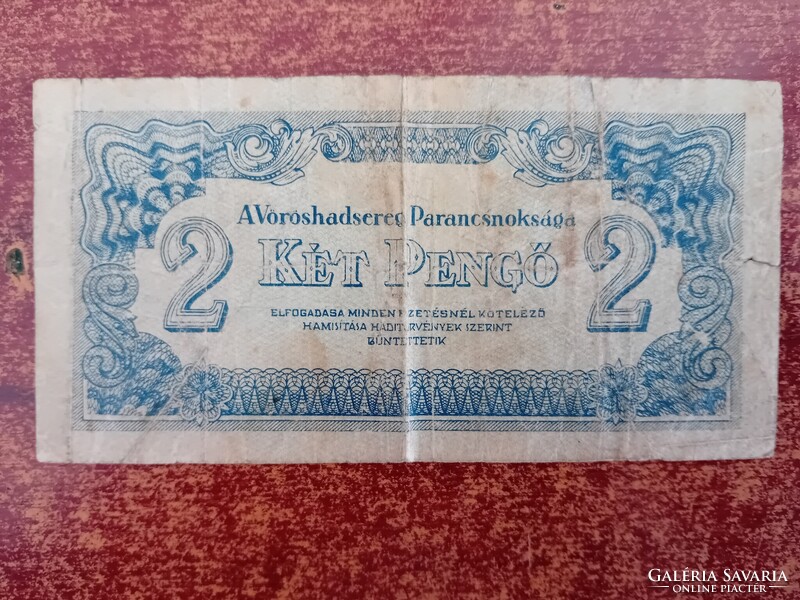 A Vöröshadsereg Parancsnoksága
2 KÉT PENGŐ 2
ELFOGADÁSA MINDEN FIZETÉSNÉL KÖTELEZŐ
HAMISÍTÁSA HADITÖRVÉNYEK SZERINT
BÜNTETTETIK
GALÉRIA SAVARIA
ONLINE PIACTÉR